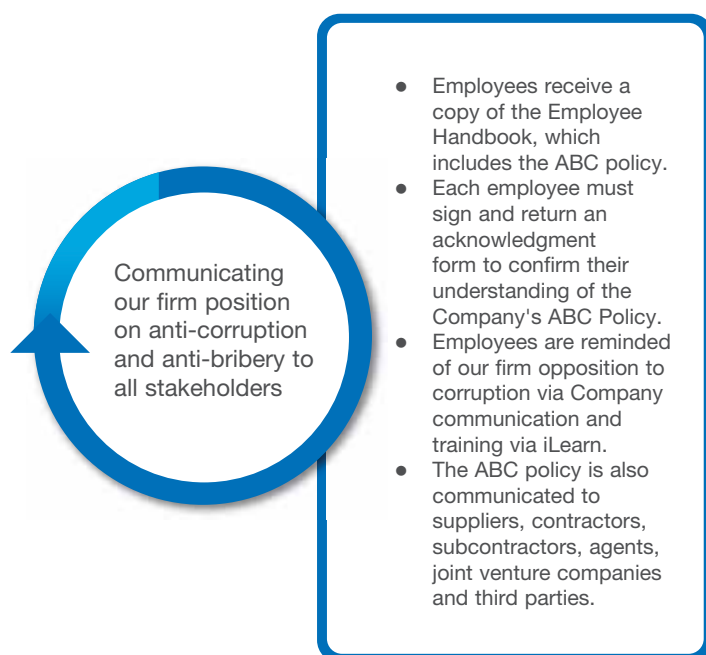 Communicating
our firm position
on anti-corruption
and anti-bribery to
all stakeholders
● Employees receive a
copy of the Employee
Handbook, which
includes the ABC policy.
● Each employee must
sign and return an
acknowledgment
form to confirm their
understanding of the
Company's ABC Policy.
● Employees are reminded
of our firm opposition to
corruption via Company
communication and
training via iLearn.
● The ABC policy is also
communicated to
suppliers, contractors,
subcontractors, agents,
joint venture companies
and third parties.